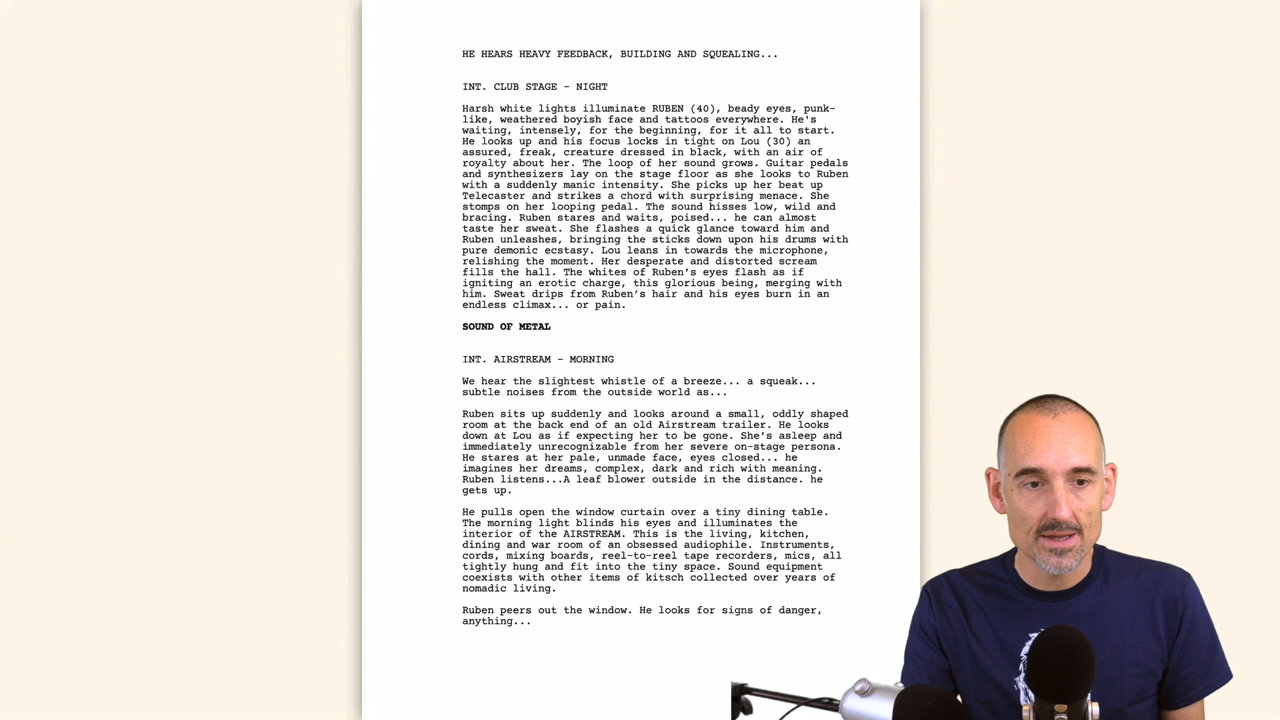 HE HEARS HEAVY FEEDBACK, BUILDING AND SQUEALING...
INT. CLUB STAGE - NIGHT
Harsh white lights illuminate RUBEN (40), beady eyes, punk-
like, weathered boyish face and tattoos everywhere. He's
waiting, intensely, for the beginning, for it all to start.
He looks up and his focus locks in tight on Lou (30) an
assured, freak, creature dressed in black, with an air of
royalty about her. The loop of her sound grows. Guitar pedals
and synthesizers lay on the stage floor as she looks to Ruben
with a suddenly manic intensity. She picks up her beat up
Telecaster and strikes a chord with surprising menace. She
stomps on her looping pedal. The sound hisses low, wild and
bracing. Ruben stares and waits, poised... he can almost
taste her sweat. She flashes a quick glance toward him and
Ruben unleashes, bringing the sticks down upon his drums with
pure demonic ecstasy. Lou leans in towards the microphone,
relishing the moment. Her desperate and distorted scream
fills the hall. The whites of Ruben's eyes flash as if
igniting an erotic charge, this glorious being, merging with
him. Sweat drips from Ruben's hair and his eyes burn in an
endless climax... or pain.
SOUND OF METAL
INT. AIRSTREAM - MORNING
We hear the slightest whistle of a breeze... a squeak...
subtle noises from the outside world as...
Ruben sits up suddenly and looks around a small, oddly shaped
room at the back end of an old Airstream trailer. He looks
down at Lou as if expecting her to be gone. She's asleep and
immediately unrecognizable from her severe on-stage persona.
He stares at her pale, unmade face, eyes closed... he
imagines her dreams, complex, dark and rich with meaning.
Ruben listens...A leaf blower outside in the distance. he
gets up.
He pulls open the window curtain over a tiny dining table.
The morning light blinds his eyes and illuminates the
interior of the AIRSTREAM. This is the living, kitchen,
dining and war room of an obsessed audiophile. Instruments,
cords, mixing boards, reel-to-reel tape recorders, mics, all
tightly hung and fit into the tiny space. Sound equipment
coexists with other items of kitsch collected over years of
nomadic living.
Ruben peers out the window. He looks for signs of danger,
anything...